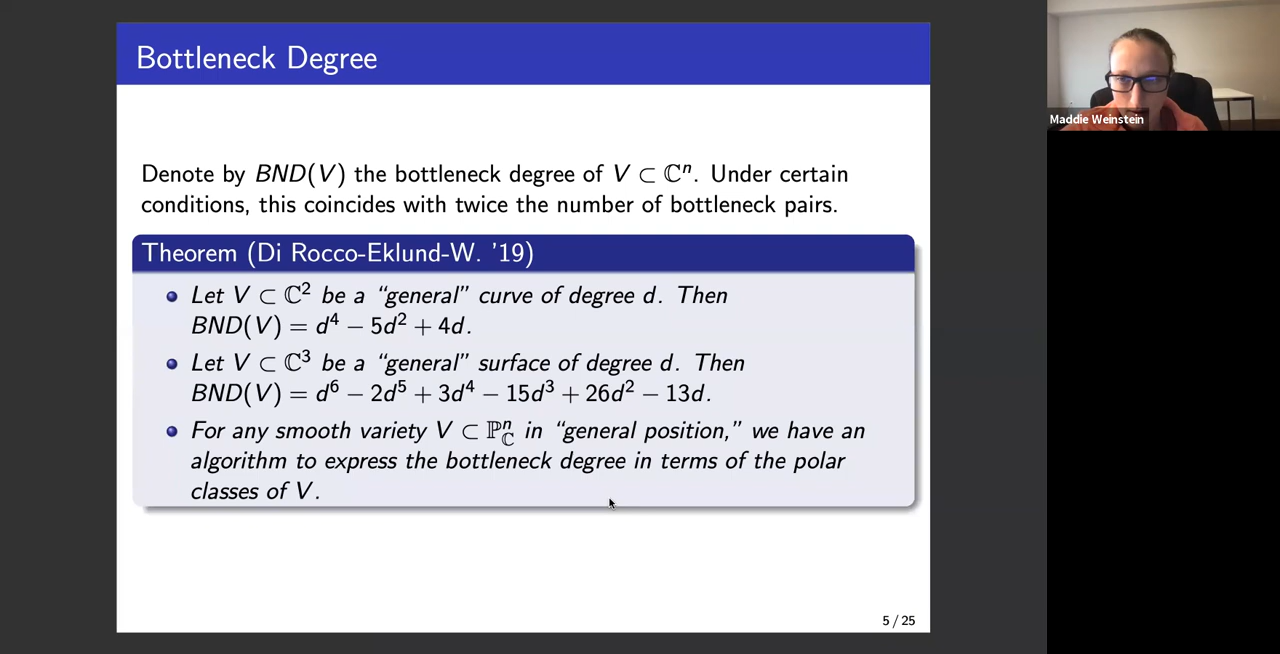 Bottleneck Degree
Denote by BND(V) the bottleneck degree of V ⊂ ℂⁿ. Under certain
conditions, this coincides with twice the number of bottleneck pairs.
Theorem (Di Rocco-Eklund-W. '19)
Let V ⊂ ℂ² be a “general” curve of degree d. Then
BND(V) = d⁴ − 5d² + 4d.
Let V ⊂ ℂ³ be a “general” surface of degree d. Then
BND(V) = d⁶ − 2d⁵ + 3d⁴ − 15d³ + 26d² − 13d.
For any smooth variety V ⊂ ℙⁿ_ℂ in “general position,” we have an
algorithm to express the bottleneck degree in terms of the polar
classes of V.
5 / 25
Maddie Weinstein